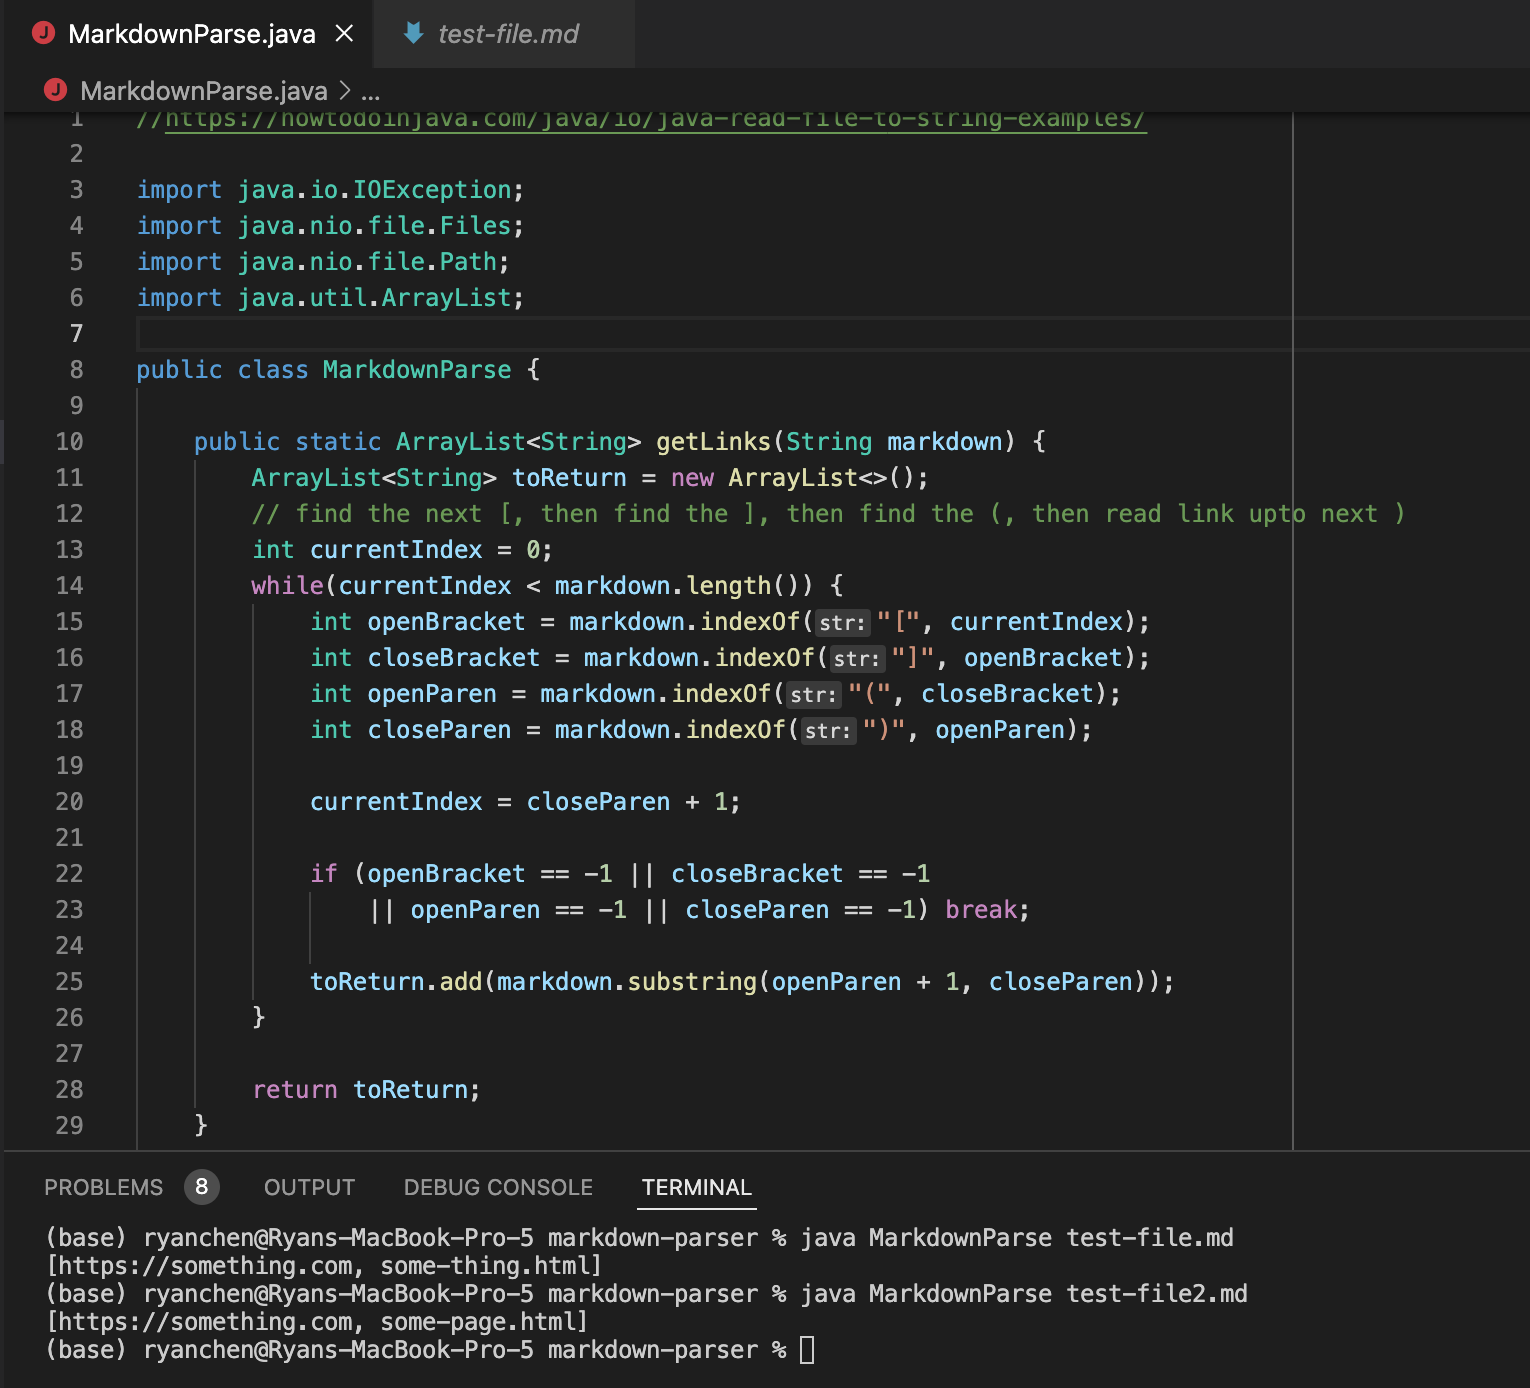 MarkdownParse.java
test-file.md
MarkdownParse.java > ...
1 //https://howtodoinjava.com/java/io/java-read-file-to-string-examples/
2
3 import java.io.IOException;
4 import java.nio.file.Files;
5 import java.nio.file.Path;
6 import java.util.ArrayList;
7
8 public class MarkdownParse {
9
10     public static ArrayList<String> getLinks(String markdown) {
11         ArrayList<String> toReturn = new ArrayList<>();
12         // find the next [, then find the ], then find the (, then read link upto next )
13         int currentIndex = 0;
14         while(currentIndex < markdown.length()) {
15             int openBracket = markdown.indexOf(str: "[", currentIndex);
16             int closeBracket = markdown.indexOf(str: "]", openBracket);
17             int openParen = markdown.indexOf(str: "(", closeBracket);
18             int closeParen = markdown.indexOf(str: ")", openParen);
19
20             currentIndex = closeParen + 1;
21
22             if (openBracket == -1 || closeBracket == -1
23                 || openParen == -1 || closeParen == -1) break;
24
25             toReturn.add(markdown.substring(openParen + 1, closeParen));
26         }
27
28         return toReturn;
29     }
PROBLEMS 8 OUTPUT DEBUG CONSOLE TERMINAL
(base) ryanchen@Ryans-MacBook-Pro-5 markdown-parser % java MarkdownParse test-file.md
[https://something.com, some-thing.html]
(base) ryanchen@Ryans-MacBook-Pro-5 markdown-parser % java MarkdownParse test-file2.md
[https://something.com, some-page.html]
(base) ryanchen@Ryans-MacBook-Pro-5 markdown-parser %